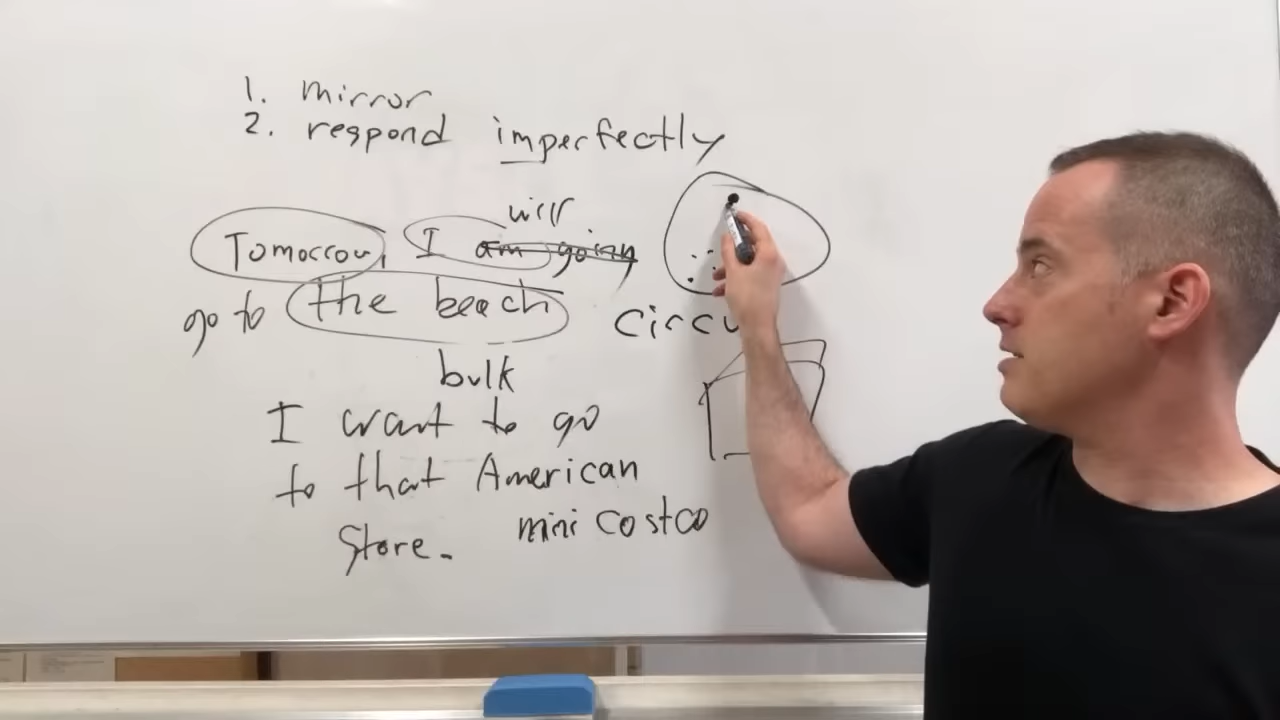 1. mirror
2. respond imperfectly
will
Tomorrow, I am going
go to the beach
circu
bulk
I want to go
to that American
Store. mini costco